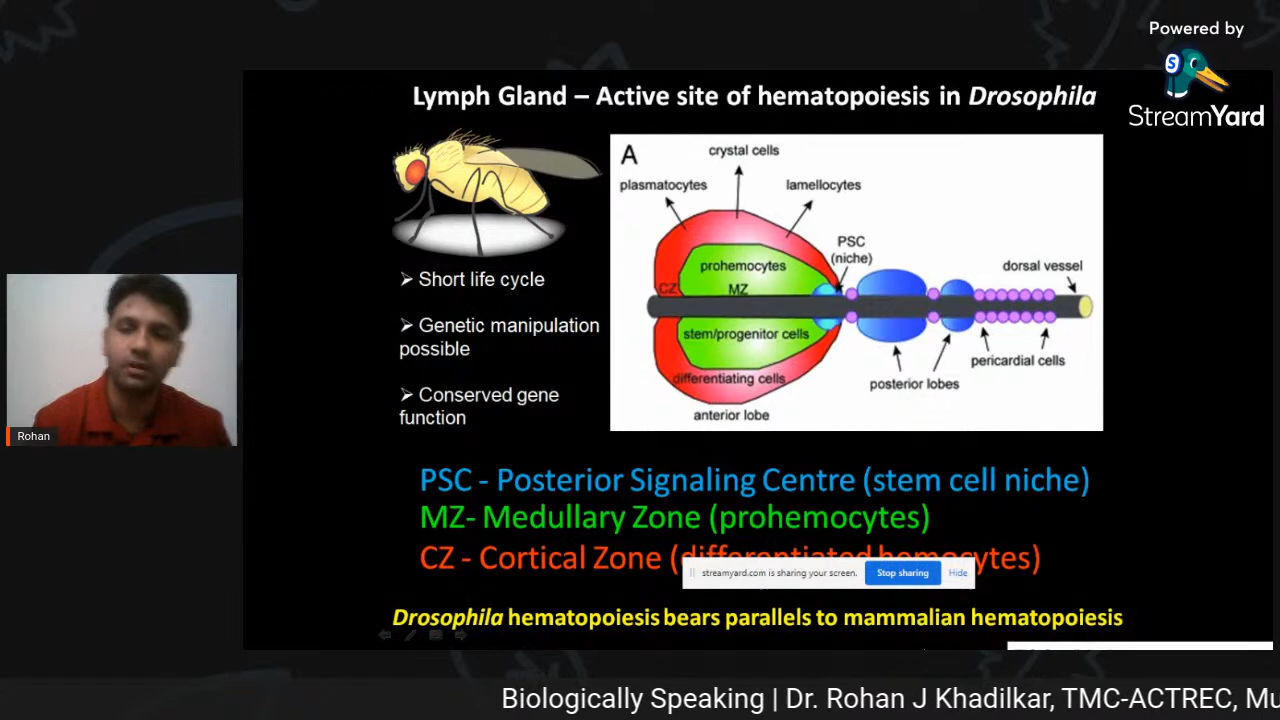 Powered by
StreamYard
Lymph Gland – Active site of hematopoiesis in Drosophila
A
crystal cells
plasmatocytes
lamellocytes
PSC
(niche)
prohemocytes
dorsal vessel
CZ
MZ
stem/progenitor cells
pericardial cells
differentiating cells
posterior lobes
anterior lobe
➢ Short life cycle
➢ Genetic manipulation
possible
➢ Conserved gene
function
Rohan
PSC - Posterior Signaling Centre (stem cell niche)
MZ- Medullary Zone (prohemocytes)
CZ - Cortical Zone (differentiated hemocytes)
streamyard.com is sharing your screen.
Stop sharing
Hide
Drosophila hematopoiesis bears parallels to mammalian hematopoiesis
Biologically Speaking | Dr. Rohan J Khadilkar, TMC-ACTREC, Mu